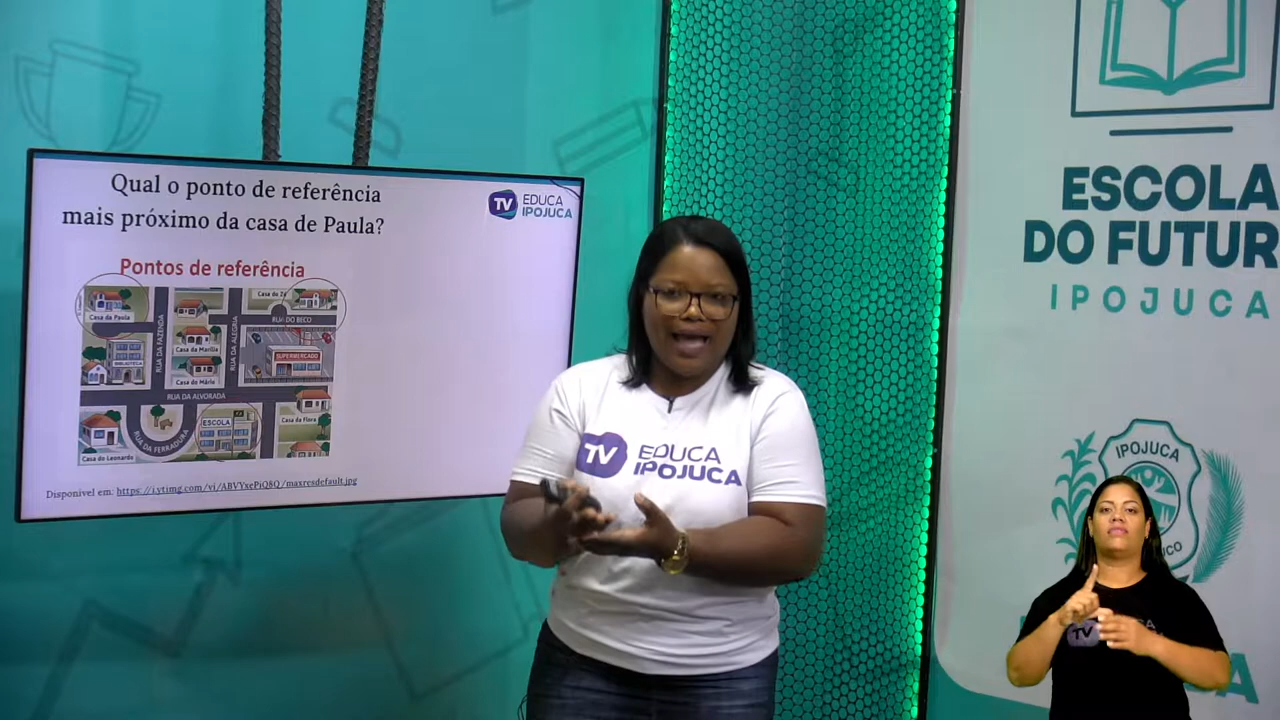 Qual o ponto de referência
mais próximo da casa de Paula?
TV EDUCA
IPOJUCA
Pontos de referência
Casa da Paula
RUA DA FAZENDA
Casa da Marília
Casa do Mário
RUA DA ALEGRIA
RUA DO BECO
SUPERMERCADO
BIBLIOTECA
RUA DA ALVORADA
ESCOLA
Casa da Flora
RUA DA FERRADURA
Casa do Leonardo
Disponível em: https://i.ytimg.com/vi/ABVYxePiQ8Q/maxresdefault.jpg
TV EDUCA
IPOJUCA
ESCOLA
DO FUTUR
IPOJUCA
IPOJUCA
TV